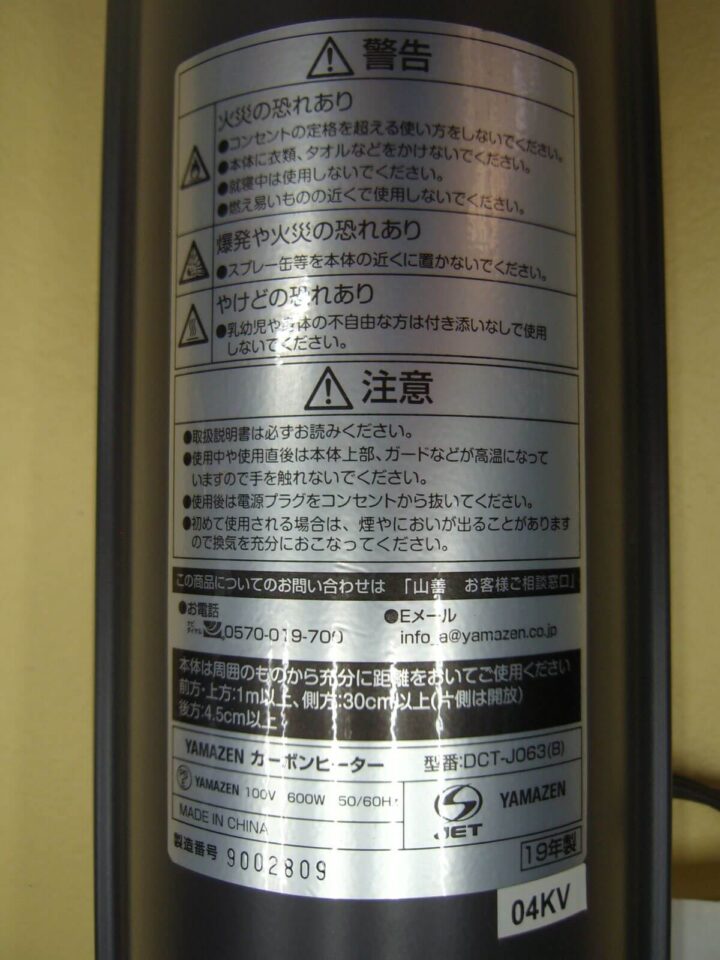 警告
火災の恐れあり
●コンセントの定格を超える使い方をしないでください。
●本体に衣類、タオルなどをかけないでください。
●就寝中は使用しないでください。
●燃え易いものの近くで使用しないでください。
爆発や火災の恐れあり
●スプレー缶等を本体の近くに置かないでください。
やけどの恐れあり
●乳幼児や身体の不自由な方は付き添いなしで使用
しないでください。
注意
●取扱説明書は必ずお読みください。
●使用中や使用直後は本体上部、ガードなどが高温になって
いますので手を触れないでください。
●使用後は電源プラグをコンセントから抜いてください。
●初めて使用される場合は、煙やにおいが出ることがあります
ので換気を充分におこなってください。
この商品についてのお問い合わせは 「山善 お客様ご相談窓口」
●お電話
ナビダイヤル 0570-019-700
●Eメール
info_a@yamazen.co.jp
本体は周囲のものから充分に距離をおいてご使用ください
前方・上方:1m以上、側方:30cm以上(片側は開放)
後方:4.5cm以上
YAMAZEN カーボンヒーター 型番:DCT-J063(B)
YAMAZEN 100V 600W 50/60Hz
MADE IN CHINA
JET
YAMAZEN
製造番号 9002809
19年製
04KV